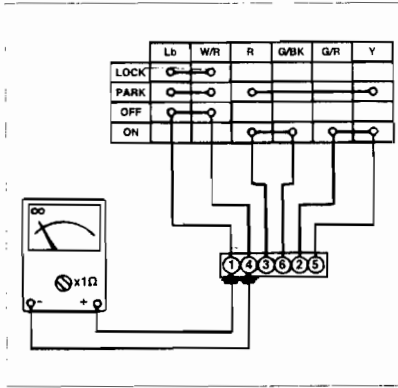 Lb W/R R G/BK G/R Y
LOCK
PARK
OFF
ON
∞
x1Ω
- +
1 4 3 6 2 5